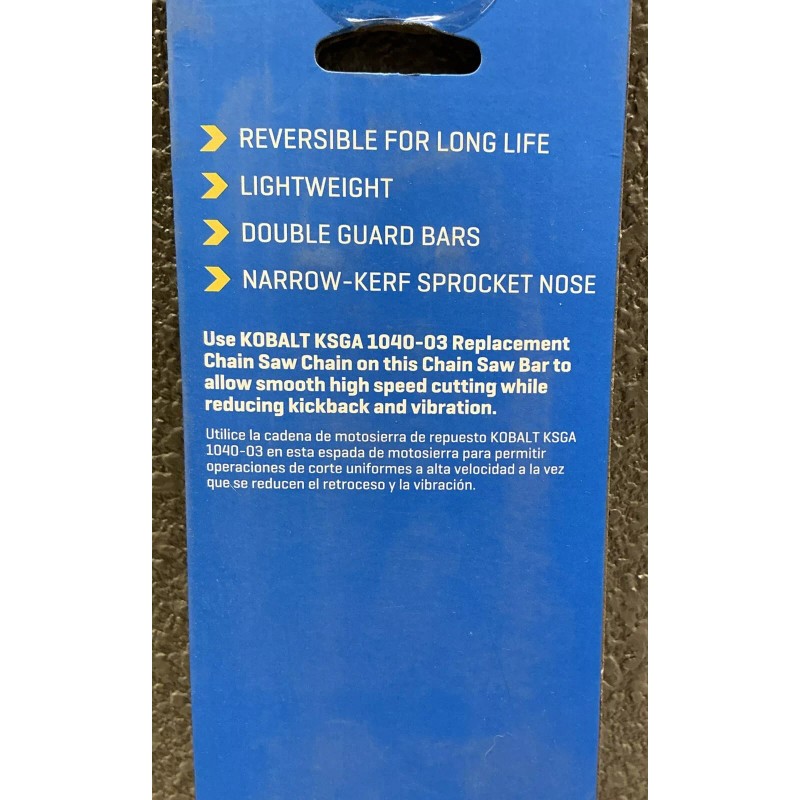 REVERSIBLE FOR LONG LIFE
LIGHTWEIGHT
DOUBLE GUARD BARS
NARROW-KERF SPROCKET NOSE
Use KOBALT KSGA 1040-03 Replacement
Chain Saw Chain on this Chain Saw Bar to
allow smooth high speed cutting while
reducing kickback and vibration.
Utilice la cadena de motosierra de repuesto KOBALT KSGA
1040-03 en esta espada de motosierra para permitir
operaciones de corte uniformes a alta velocidad a la vez
que se reducen el retroceso y la vibración.